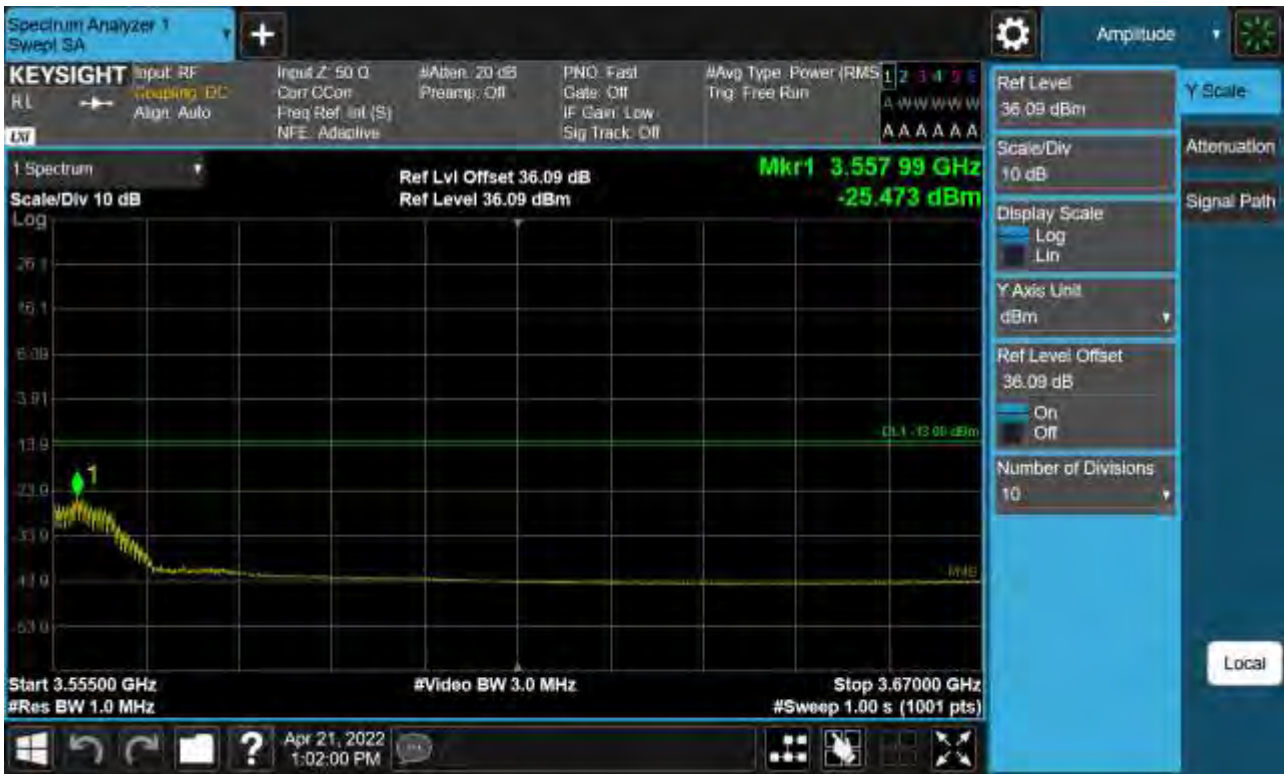 Spectrum Analyzer 1
Swept SA
Amplitude
KEYSIGHT
RL
LXI
Input: RF
Coupling: DC
Align: Auto
Input Z: 50 Ω
Corr CCorr
Freq Ref: Int (S)
NFE: Adaptive
#Atten: 20 dB
Preamp: Off
PNO: Fast
Gate: Off
IF Gain: Low
Sig Track: Off
#Avg Type: Power (RMS
Trig: Free Run
1 2 3 4 5 6
A W W W W W
A A A A A A
1 Spectrum
Scale/Div 10 dB
Ref Lvl Offset 36.09 dB
Ref Level 36.09 dBm
Mkr1 3.557 99 GHz
-25.473 dBm
Log
26.1
16.1
6.09
-3.91
-13.9
-23.9
-33.9
-43.9
-53.9
DL1 -13.00 dBm
1
RMS
Start 3.55500 GHz
#Res BW 1.0 MHz
#Video BW 3.0 MHz
Stop 3.67000 GHz
#Sweep 1.00 s (1001 pts)
Ref Level
36.09 dBm
Scale/Div
10 dB
Display Scale
Log
Lin
Y Axis Unit
dBm
Ref Level Offset
36.09 dB
On
Off
Number of Divisions
10
Y Scale
Attenuation
Signal Path
Local
?
Apr 21, 2022
1:02:00 PM